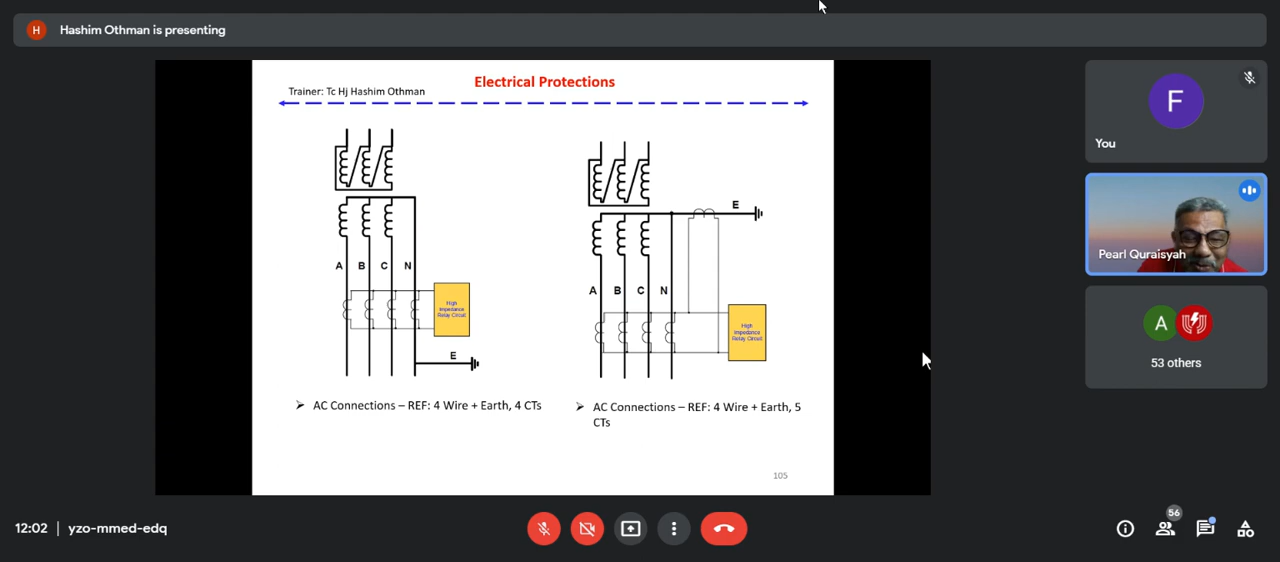 H Hashim Othman is presenting
Electrical Protections
Trainer: Tc Hj Hashim Othman
A B C N
High
Impedance
Relay Circuit
E
➢ AC Connections – REF: 4 Wire + Earth, 4 CTs
E
A B C N
High
Impedance
Relay Circuit
➢ AC Connections – REF: 4 Wire + Earth, 5
CTs
105
F
You
Pearl Quraisyah
A
53 others
12:02 | yzo-mmed-edq
56